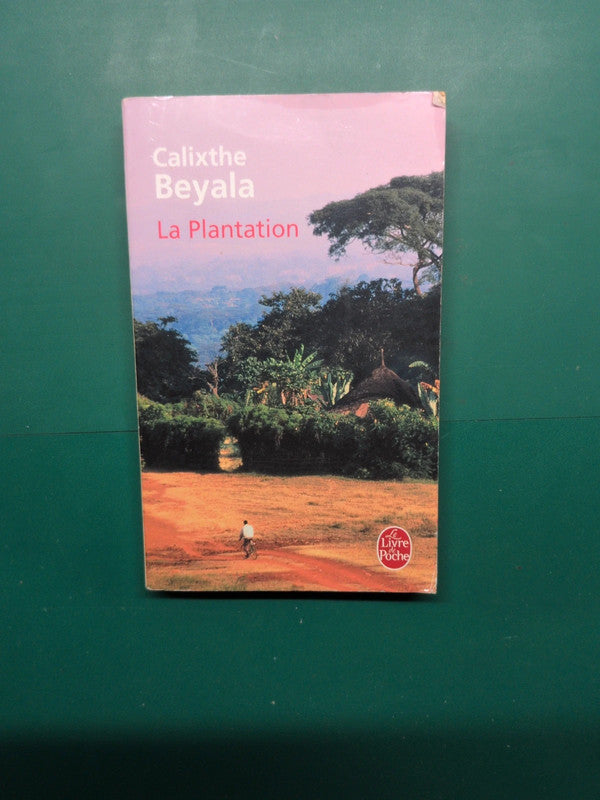 Calixthe
Beyala
La Plantation
Le
Livre
de
Poche